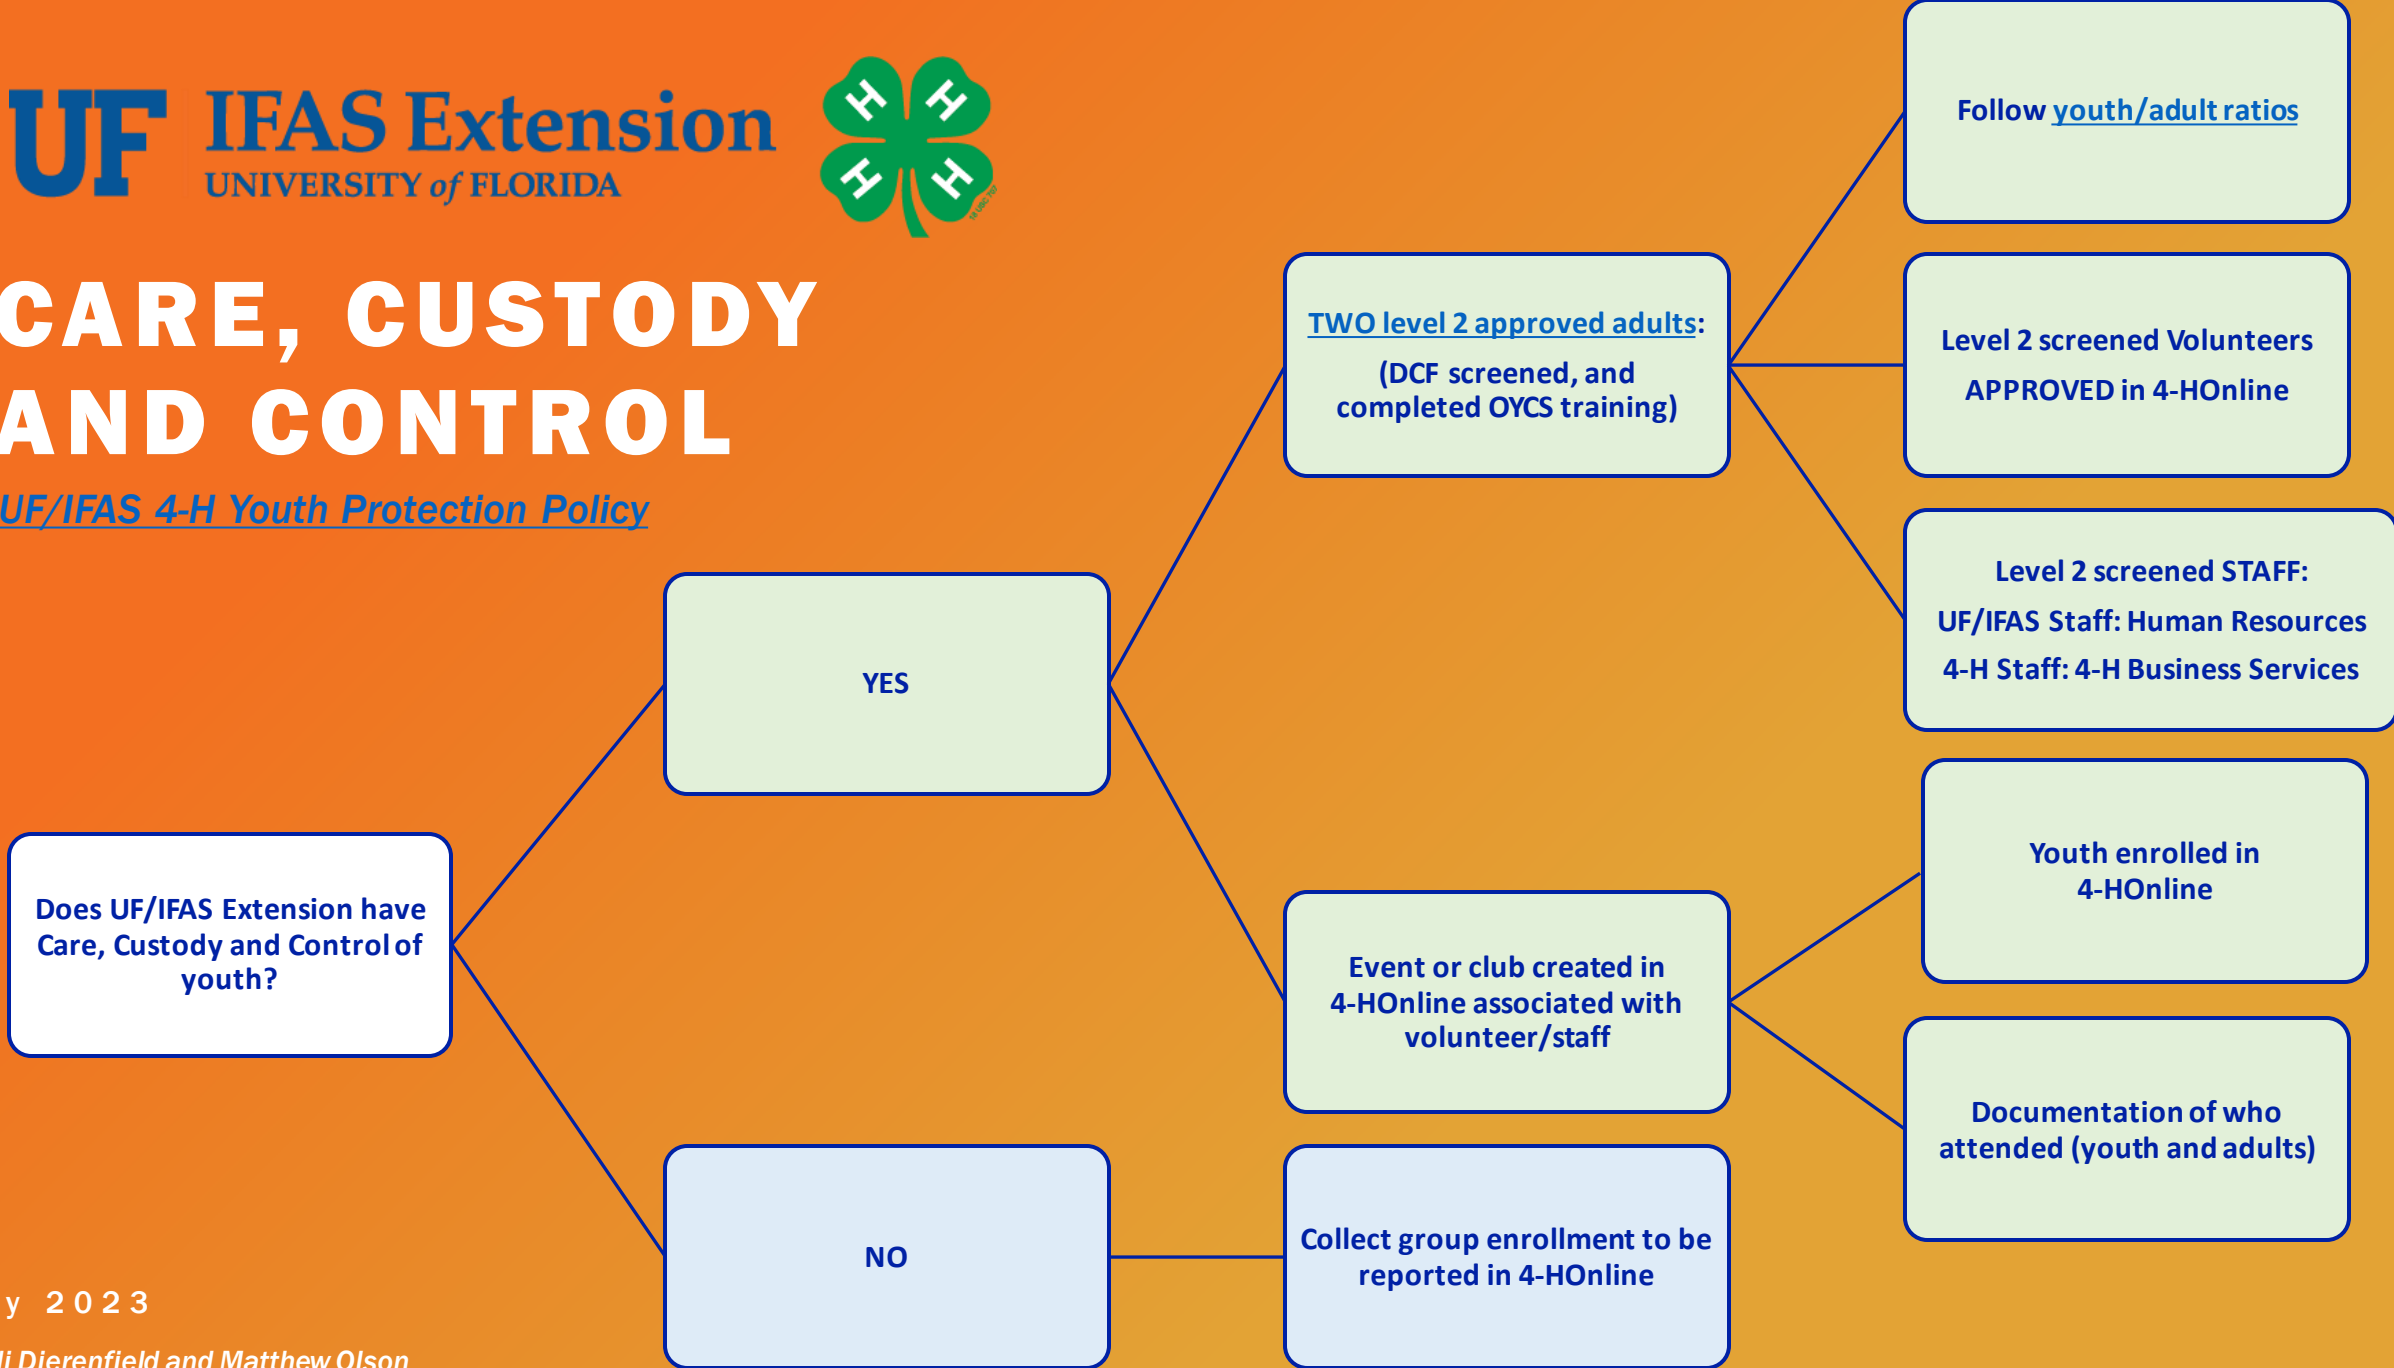 UF IFAS Extension
UNIVERSITY of FLORIDA
H H
H H
18 USC 707
CARE, CUSTODY
AND CONTROL
UF/IFAS 4-H Youth Protection Policy
Does UF/IFAS Extension have
Care, Custody and Control of
youth?
YES
TWO level 2 approved adults:
(DCF screened, and
completed OYCS training)
Follow youth/adult ratios
Level 2 screened Volunteers
APPROVED in 4-HOnline
Level 2 screened STAFF:
UF/IFAS Staff: Human Resources
4-H Staff: 4-H Business Services
Event or club created in
4-HOnline associated with
volunteer/staff
Youth enrolled in
4-HOnline
Documentation of who
attended (youth and adults)
NO
Collect group enrollment to be
reported in 4-HOnline
y 2023
Dierenfield and Matthew Olson